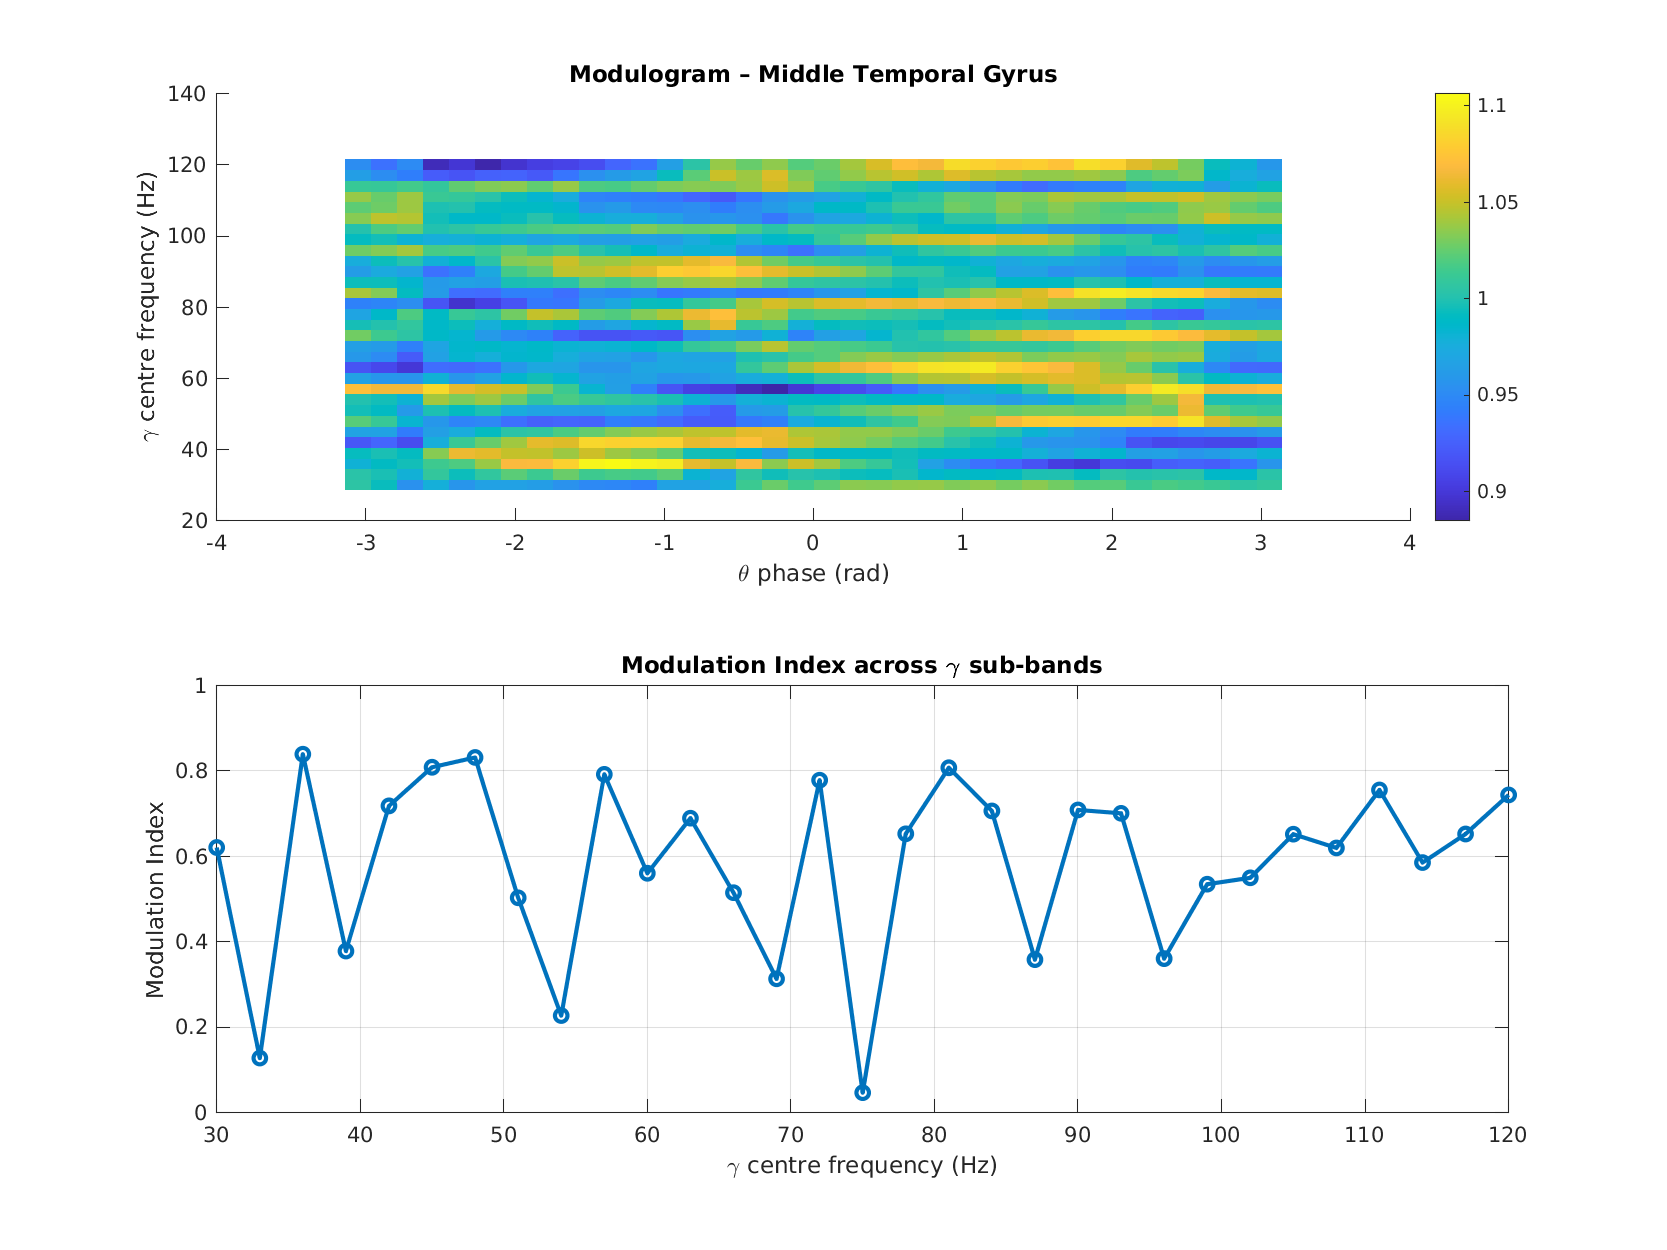 Modulogram – Middle Temporal Gyrus
140
120
100
80
60
40
20
γ centre frequency (Hz)
-4 -3 -2 -1 0 1 2 3 4
θ phase (rad)
1.1
1.05
1
0.95
0.9
Modulation Index across γ sub-bands
1
0.8
0.6
0.4
0.2
0
Modulation Index
30 40 50 60 70 80 90 100 110 120
γ centre frequency (Hz)